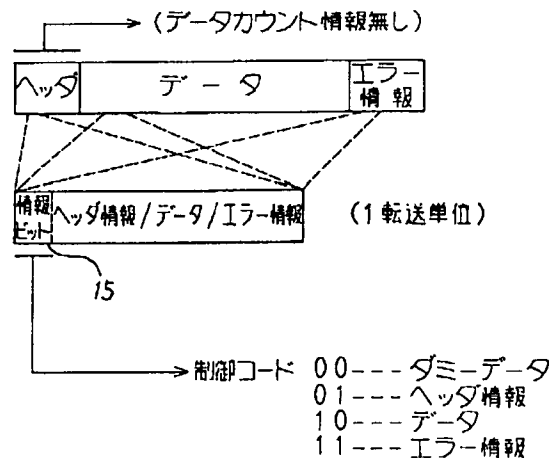 (データカウント情報無し)
ヘッダ データ エラー情報
情報ビット ヘッダ情報/データ/エラー情報 (1転送単位)
15
制御コード 00---ダミーデータ
01---ヘッダ情報
10---データ
11---エラー情報